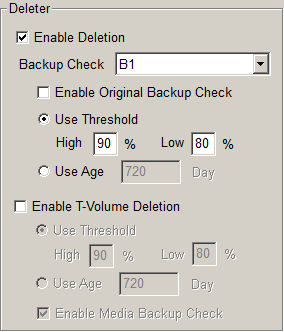 Deleter
Enable Deletion
Backup Check B1
Enable Original Backup Check
Use Threshold
High 90 % Low 80 %
Use Age 720 Day
Enable T-Volume Deletion
Use Threshold
High 90 % Low 80 %
Use Age 720 Day
Enable Media Backup Check